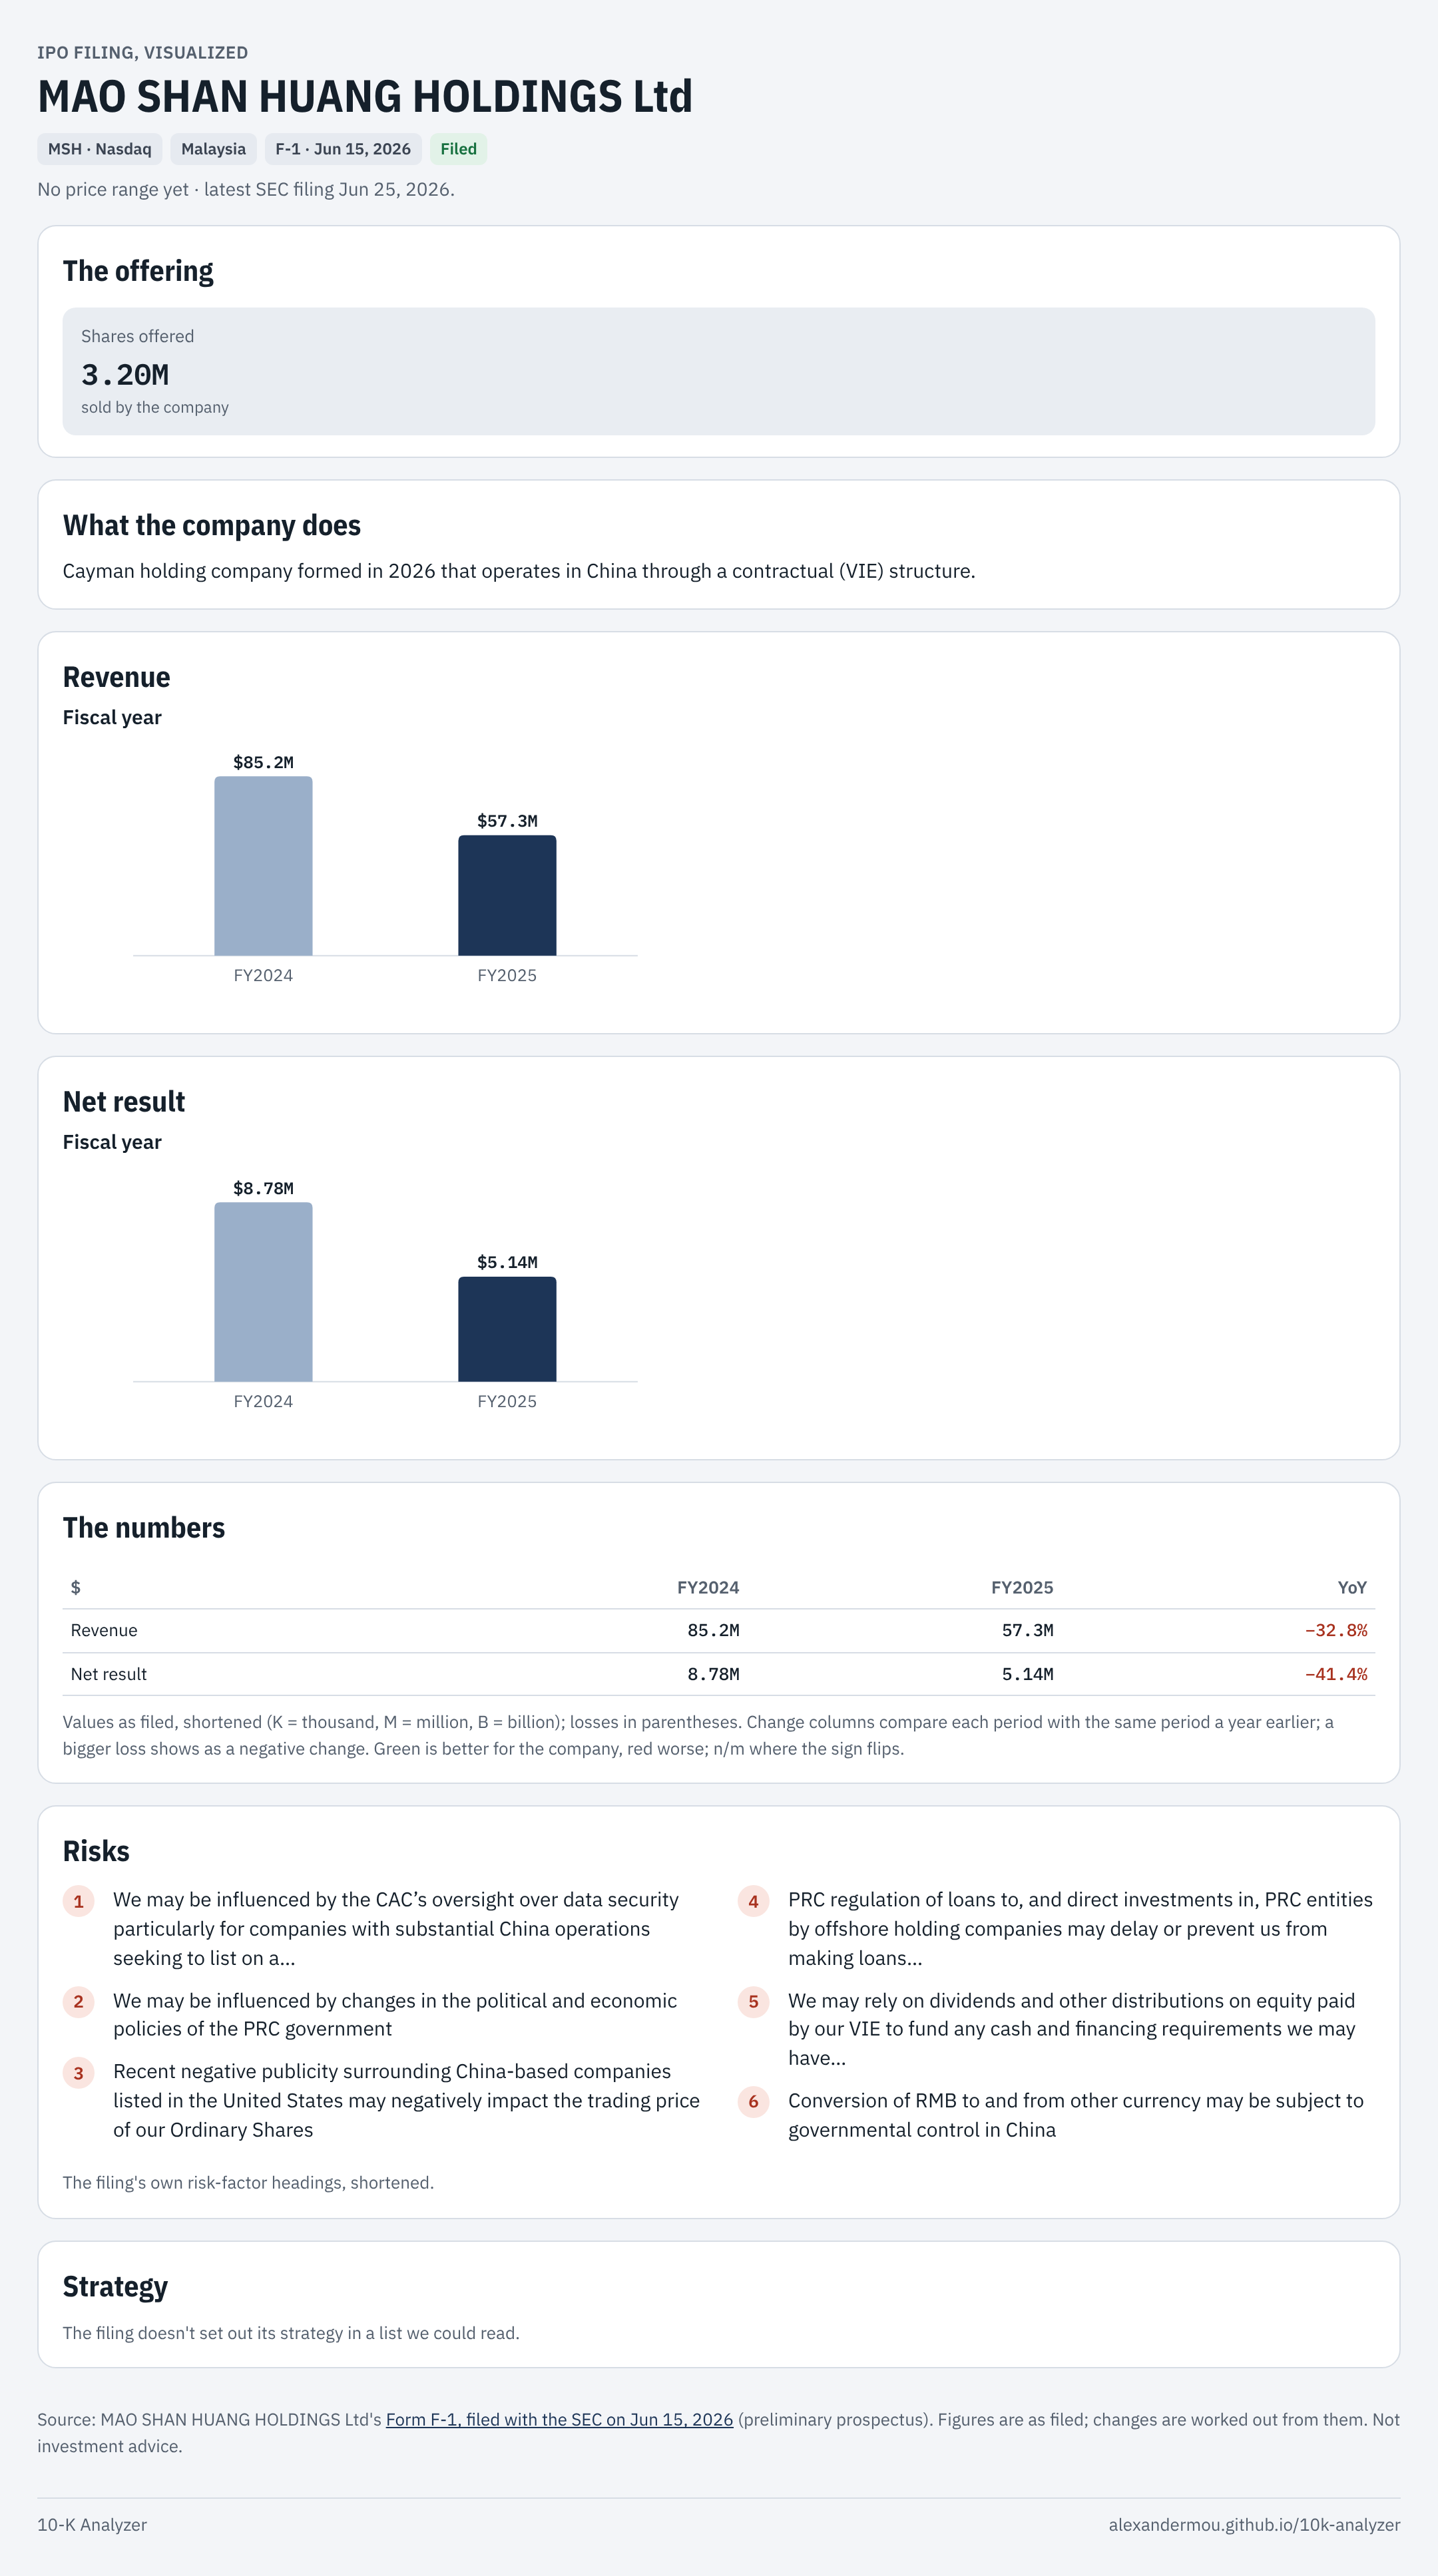 IPO FILING, VISUALIZED
MAO SHAN HUANG HOLDINGS Ltd
MSH · Nasdaq
Malaysia
F-1 · Jun 15, 2026
Filed
No price range yet · latest SEC filing Jun 25, 2026.
The offering
Shares offered
3.20M
sold by the company
What the company does
Cayman holding company formed in 2026 that operates in China through a contractual (VIE) structure.
Revenue
Fiscal year
$85.2M
$57.3M
FY2024
FY2025
Net result
Fiscal year
$8.78M
$5.14M
FY2024
FY2025
The numbers
$ FY2024 FY2025 YoY
Revenue 85.2M 57.3M −32.8%
Net result 8.78M 5.14M −41.4%
Values as filed, shortened (K = thousand, M = million, B = billion); losses in parentheses. Change columns compare each period with the same period a year earlier; a
bigger loss shows as a negative change. Green is better for the company, red worse; n/m where the sign flips.
Risks
1 We may be influenced by the CAC’s oversight over data security
particularly for companies with substantial China operations
seeking to list on a…
2 We may be influenced by changes in the political and economic
policies of the PRC government
3 Recent negative publicity surrounding China-based companies
listed in the United States may negatively impact the trading price
of our Ordinary Shares
4 PRC regulation of loans to, and direct investments in, PRC entities
by offshore holding companies may delay or prevent us from
making loans…
5 We may rely on dividends and other distributions on equity paid
by our VIE to fund any cash and financing requirements we may
have…
6 Conversion of RMB to and from other currency may be subject to
governmental control in China
The filing's own risk-factor headings, shortened.
Strategy
The filing doesn't set out its strategy in a list we could read.
Source: MAO SHAN HUANG HOLDINGS Ltd's Form F-1, filed with the SEC on Jun 15, 2026 (preliminary prospectus). Figures are as filed; changes are worked out from them. Not
investment advice.
10-K Analyzer
alexandermou.github.io/10k-analyzer